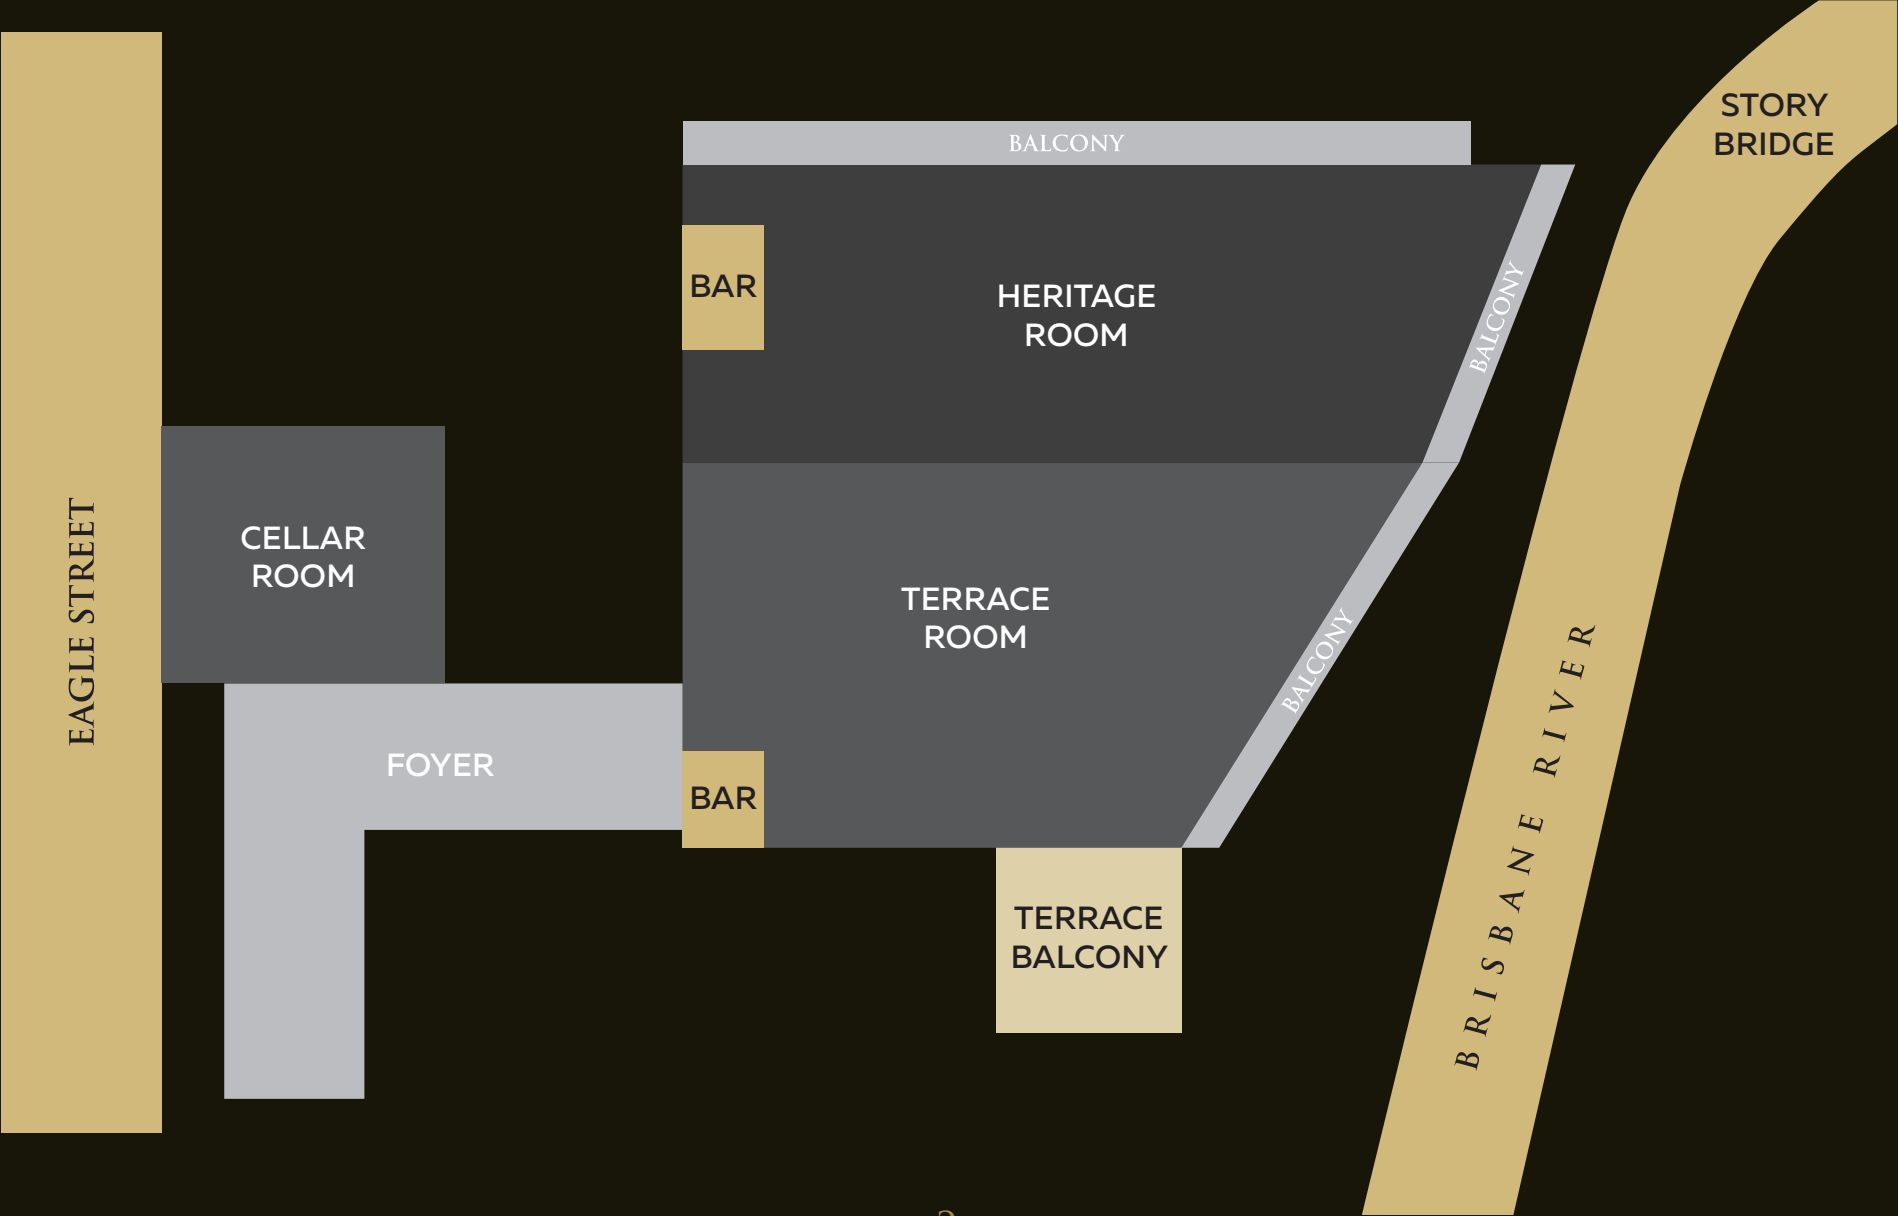 STORY
BRIDGE
BALCONY
BAR
HERITAGE
ROOM
BALCONY
EAGLE STREET
CELLAR
ROOM
TERRACE
ROOM
BALCONY
FOYER
BAR
TERRACE
BALCONY
BRISBANE RIVER